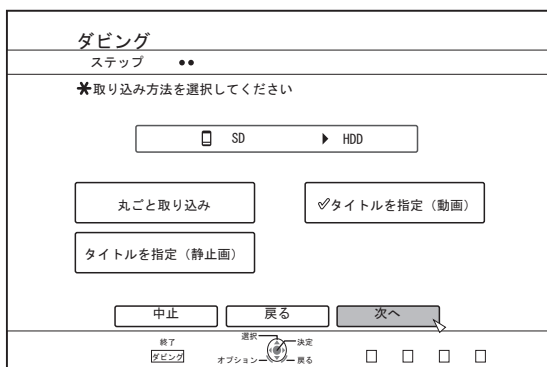 ダビング
ステップ ●●
✱取り込み方法を選択してください
SD ▶ HDD
丸ごと取り込み
✓タイトルを指定（動画）
タイトルを指定（静止画）
中止
戻る
次へ
終了
ダビング
選択
決定
オプション
戻る